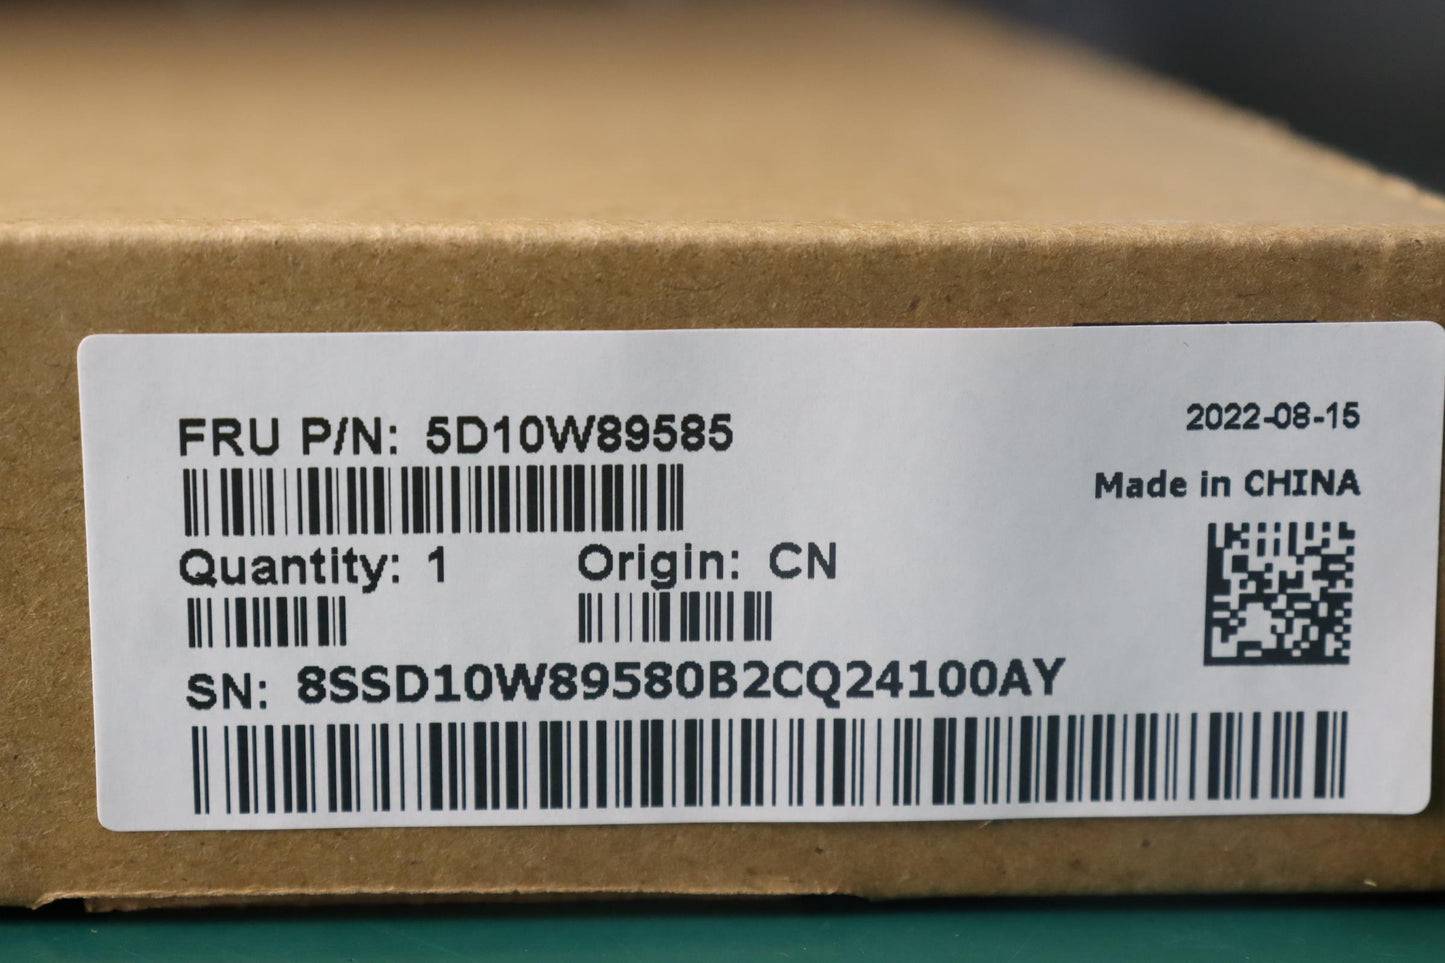 FRU P/N: 5D10W89585
2022-08-15
Made in CHINA
Quantity: 1 Origin: CN
SN: 8SSD10W89580B2CQ24100AY